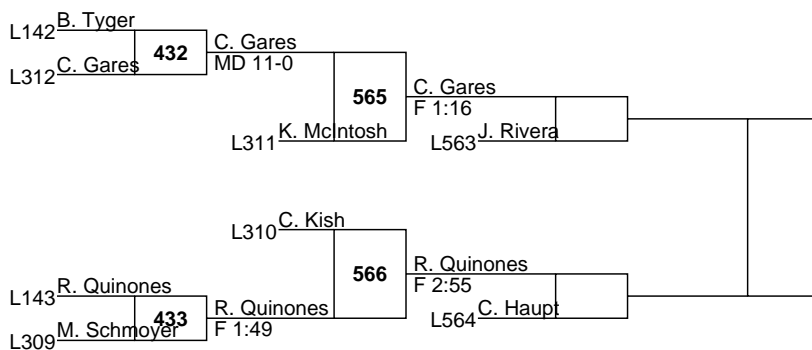 L142 B. Tyger
432
C. Gares
MD 11-0
L312 C. Gares
565
C. Gares
F 1:16
L311 K. McIntosh
L563 J. Rivera
L310 C. Kish
566
R. Quinones
F 2:55
L143 R. Quinones
433
R. Quinones
F 1:49
L564 C. Haupt
L309 M. Schmoyer